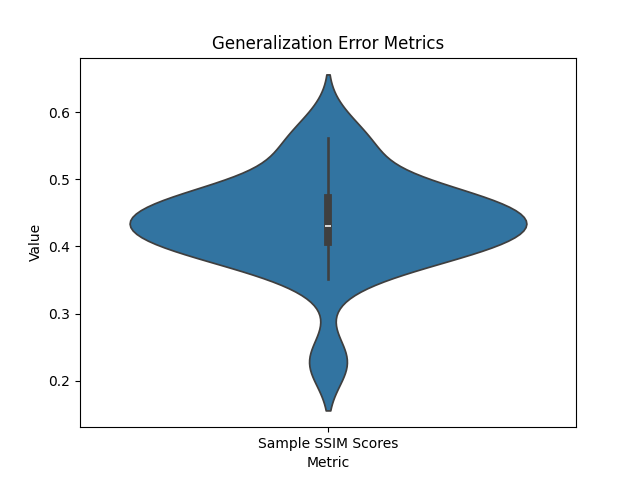 Generalization Error Metrics
0.6
0.5
0.4
0.3
0.2
Value
Sample SSIM Scores
Metric